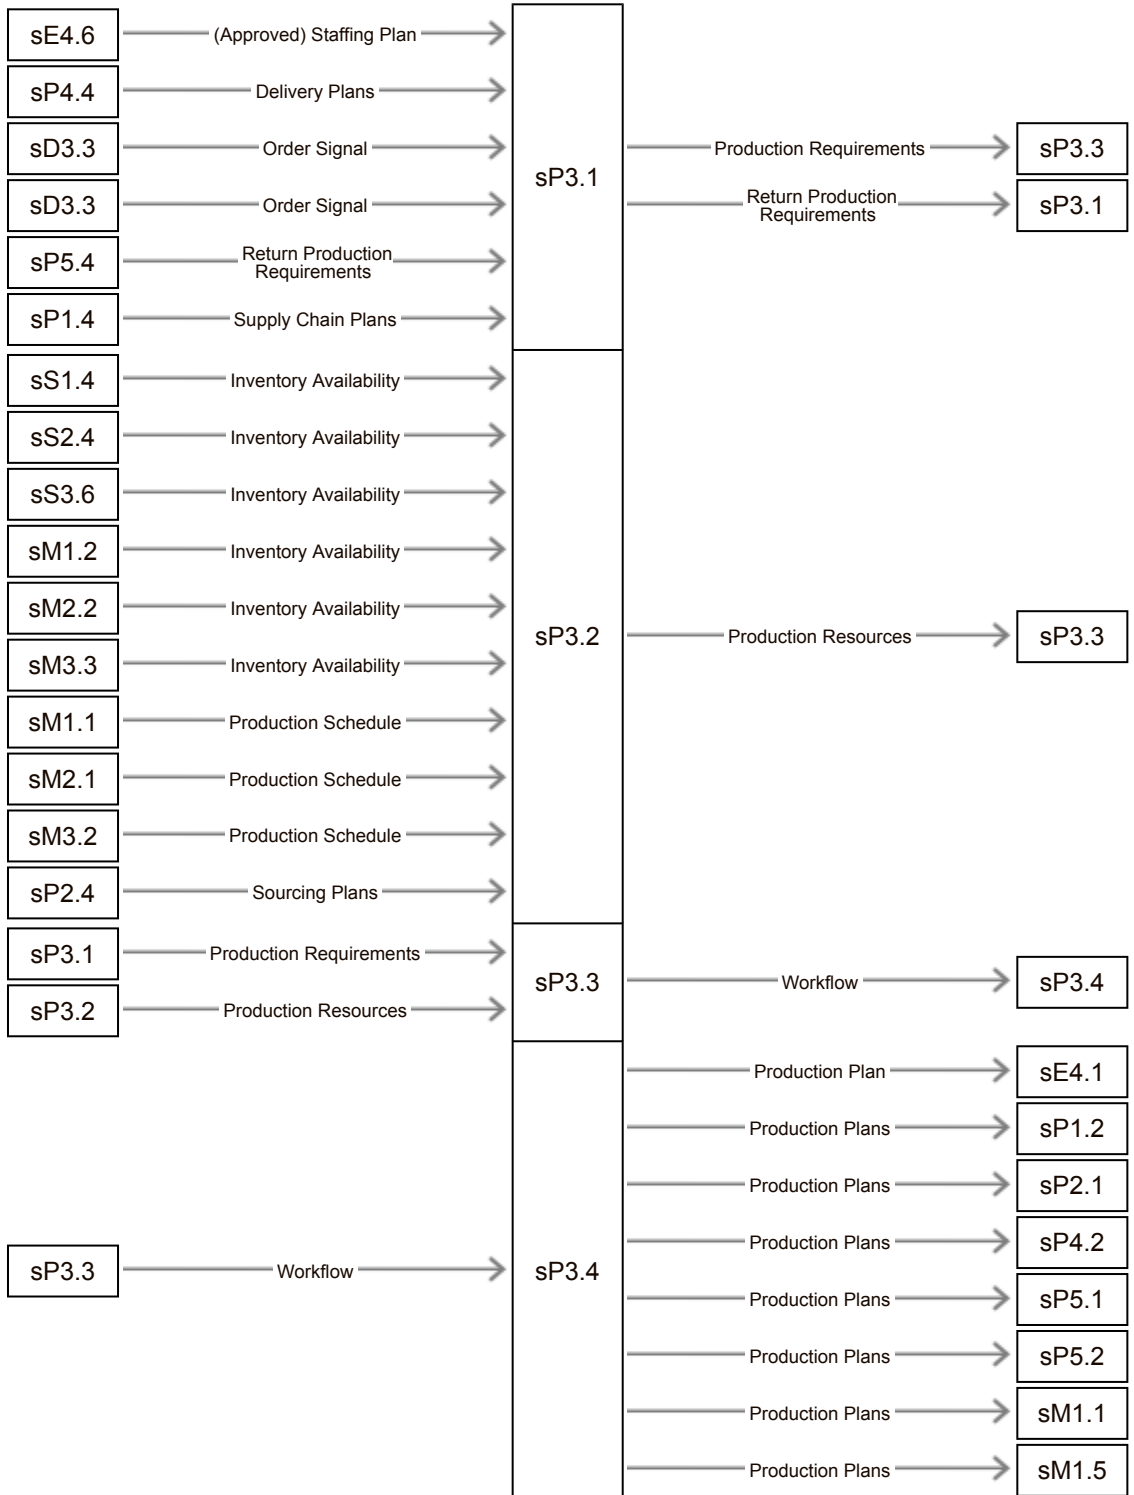 sE4.6
(Approved) Staffing Plan
sP4.4
Delivery Plans
sD3.3
Order Signal
sD3.3
Order Signal
sP5.4
Return Production
Requirements
sP1.4
Supply Chain Plans
sP3.1
Production Requirements
sP3.3
Return Production
Requirements
sP3.1
sS1.4
Inventory Availability
sS2.4
Inventory Availability
sS3.6
Inventory Availability
sM1.2
Inventory Availability
sM2.2
Inventory Availability
sM3.3
Inventory Availability
sM1.1
Production Schedule
sM2.1
Production Schedule
sM3.2
Production Schedule
sP2.4
Sourcing Plans
sP3.2
Production Resources
sP3.3
sP3.1
Production Requirements
sP3.2
Production Resources
sP3.3
Workflow
sP3.4
sP3.3
Workflow
sP3.4
Production Plan
sE4.1
Production Plans
sP1.2
Production Plans
sP2.1
Production Plans
sP4.2
Production Plans
sP5.1
Production Plans
sP5.2
Production Plans
sM1.1
Production Plans
sM1.5